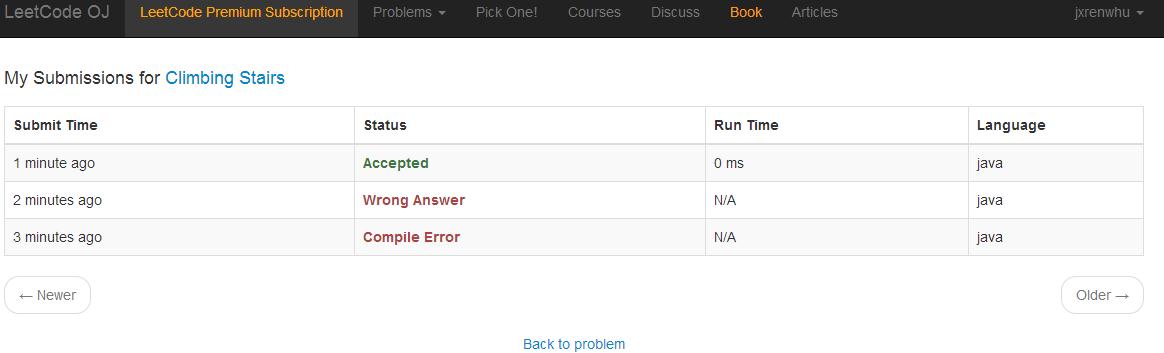 LeetCode OJ LeetCode Premium Subscription Problems Pick One! Courses Discuss Book Articles jxrenwhu
My Submissions for Climbing Stairs
Submit Time Status Run Time Language
1 minute ago Accepted 0 ms java
2 minutes ago Wrong Answer N/A java
3 minutes ago Compile Error N/A java
← Newer Older →
Back to problem